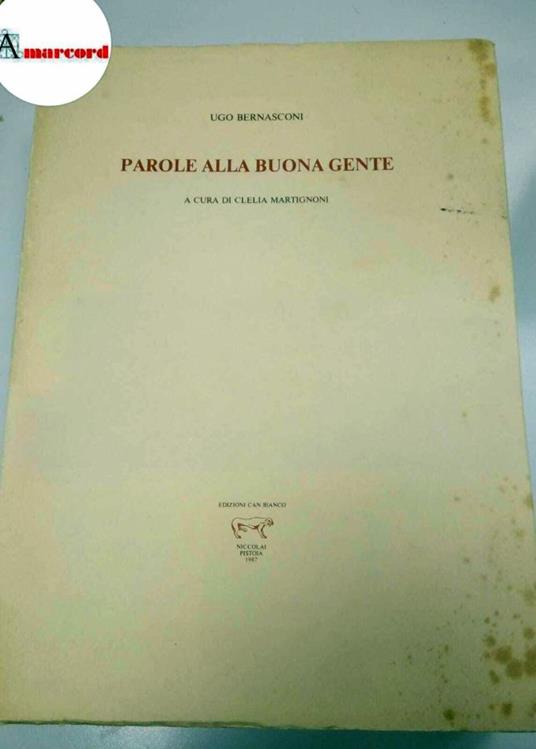 Amarcord
UGO BERNASCONI
PAROLE ALLA BUONA GENTE
A CURA DI CLELIA MARTIGNONI
EDIZIONI CAN BIANCO
NICCOLAI
PISTOIA
1987